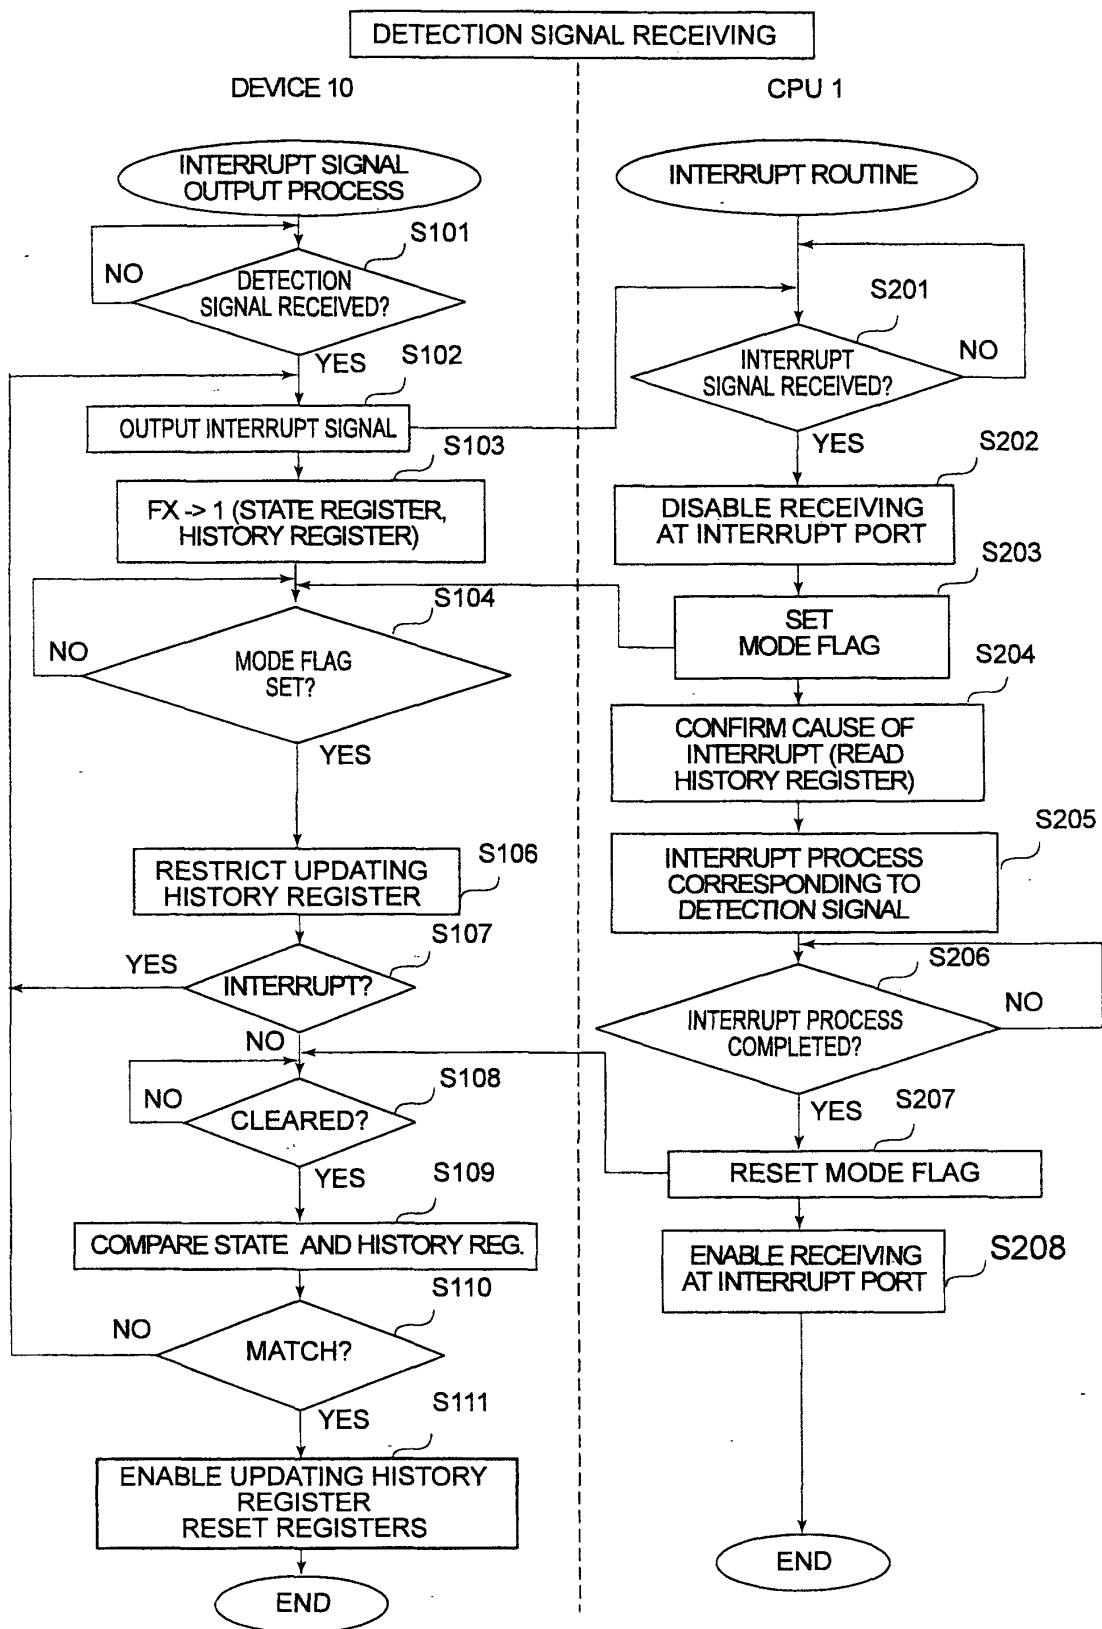 DETECTION SIGNAL RECEIVING
DEVICE 10
INTERRUPT SIGNAL
OUTPUT PROCESS
S101
NO
DETECTION
SIGNAL RECEIVED?
YES
S102
OUTPUT INTERRUPT SIGNAL
S103
FX -> 1 (STATE REGISTER,
HISTORY REGISTER)
S104
NO
MODE FLAG
SET?
YES
S106
RESTRICT UPDATING
HISTORY REGISTER
S107
YES
INTERRUPT?
NO
S108
NO
CLEARED?
YES
S109
COMPARE STATE AND HISTORY REG.
S110
NO
MATCH?
YES
S111
ENABLE UPDATING HISTORY
REGISTER
RESET REGISTERS
END
CPU 1
INTERRUPT ROUTINE
S201
NO
INTERRUPT
SIGNAL RECEIVED?
YES
S202
DISABLE RECEIVING
AT INTERRUPT PORT
S203
SET
MODE FLAG
S204
CONFIRM CAUSE OF
INTERRUPT (READ
HISTORY REGISTER)
S205
INTERRUPT PROCESS
CORRESPONDING TO
DETECTION SIGNAL
S206
NO
INTERRUPT PROCESS
COMPLETED?
YES
S207
RESET MODE FLAG
S208
ENABLE RECEIVING
AT INTERRUPT PORT
END